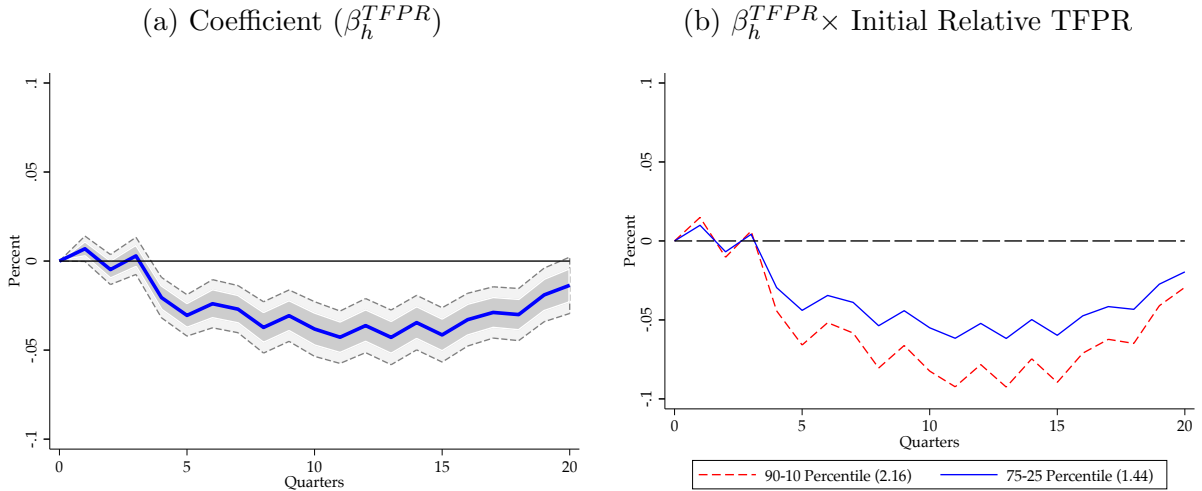 (a) Coefficient (β_h^{TFPR})
Percent
.1
.05
0
-.05
-.1
0 5 10 15 20
Quarters
(b) β_h^{TFPR}× Initial Relative TFPR
Percent
.1
.05
0
-.05
-.1
0 5 10 15 20
Quarters
90-10 Percentile (2.16) 75-25 Percentile (1.44)